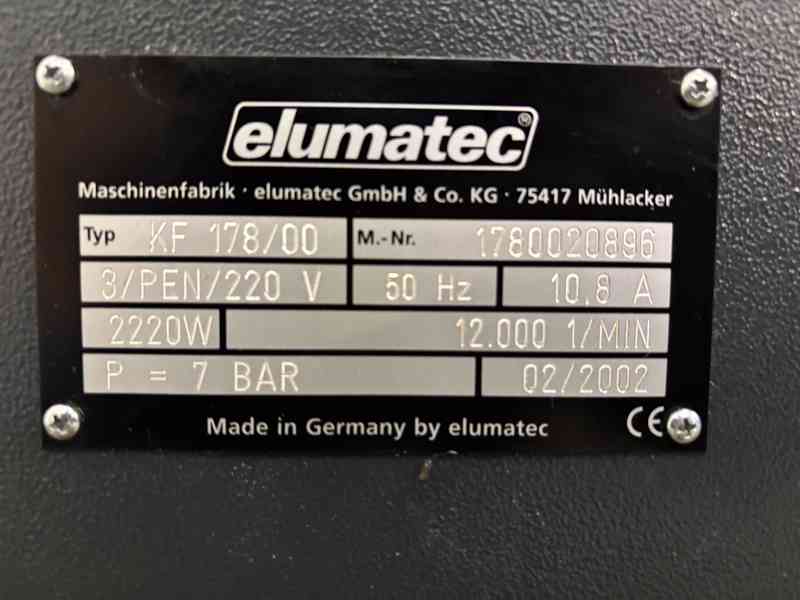 elumatec®
Maschinenfabrik · elumatec GmbH & Co. KG · 75417 Mühlacker
Typ KF 178/00 M.-Nr. 1780020896
3/PEN/220 V 50 Hz 10,8 A
2220W 12.000 1/MIN
P = 7 BAR 02/2002
Made in Germany by elumatec CE